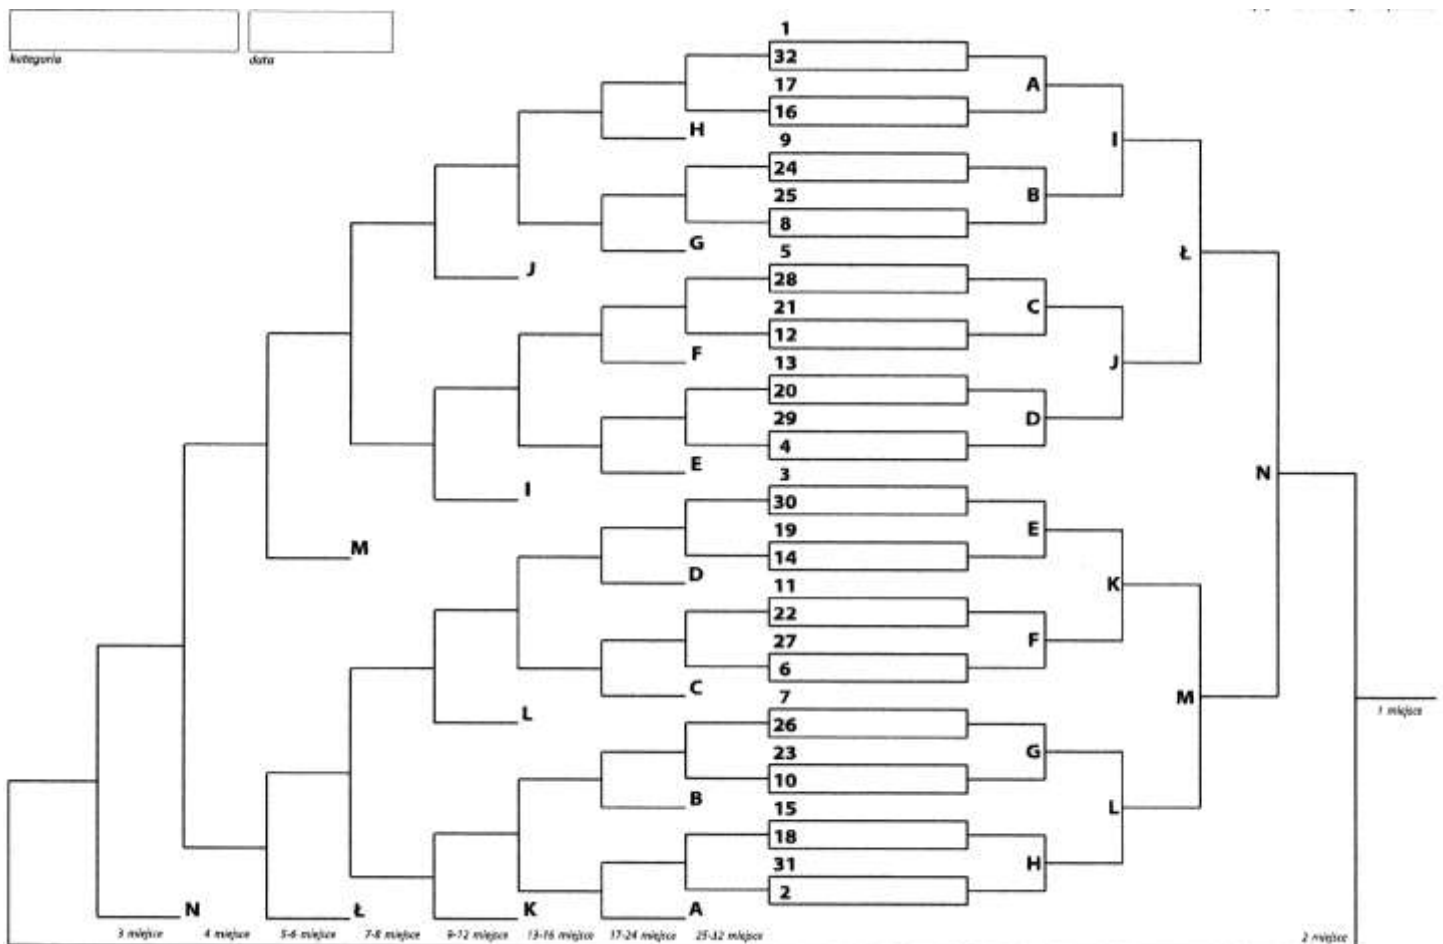 1
32
17 A
16
H
9 I
24
25 B
8
G
5 Ł
J
28
21 C
12
F
13 J
20
29 D
4
E
3 N
I
30
19 E
M
14
D
11 K
22
27 F
6
C
7 M
1 miejsce
L
26
23 G
10
B
15 L
18
31 H
2
N Ł K A
3 miejsce 4 miejsce 5-6 miejsce 7-8 miejsce 9-12 miejsce 13-16 miejsce 17-24 miejsce 25-32 miejsce 2 miejsce
kategoria data